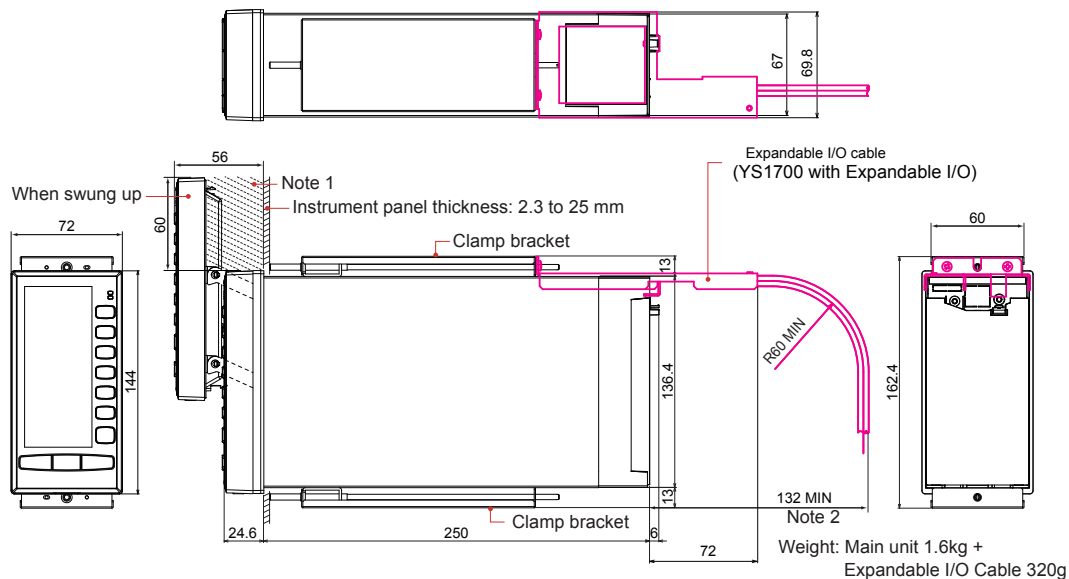 67
69.8
56
Expandable I/O cable
(YS1700 with Expandable I/O)
Note 1
When swung up
Instrument panel thickness: 2.3 to 25 mm
60
72
60
Clamp bracket
13
8
R60 MIN
144
136.4
162.4
13
132 MIN
Clamp bracket
Note 2
24.6
250
6
72
Weight: Main unit 1.6kg +
Expandable I/O Cable 320g